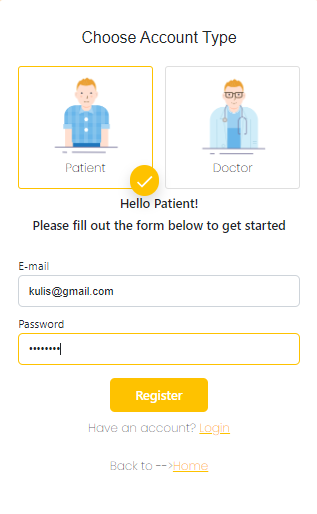 Choose Account Type
Patient
Doctor
Hello Patient!
Please fill out the form below to get started
E-mail
kulis@gmail.com
Password
••••••••
Register
Have an account? Login
Back to -->Home